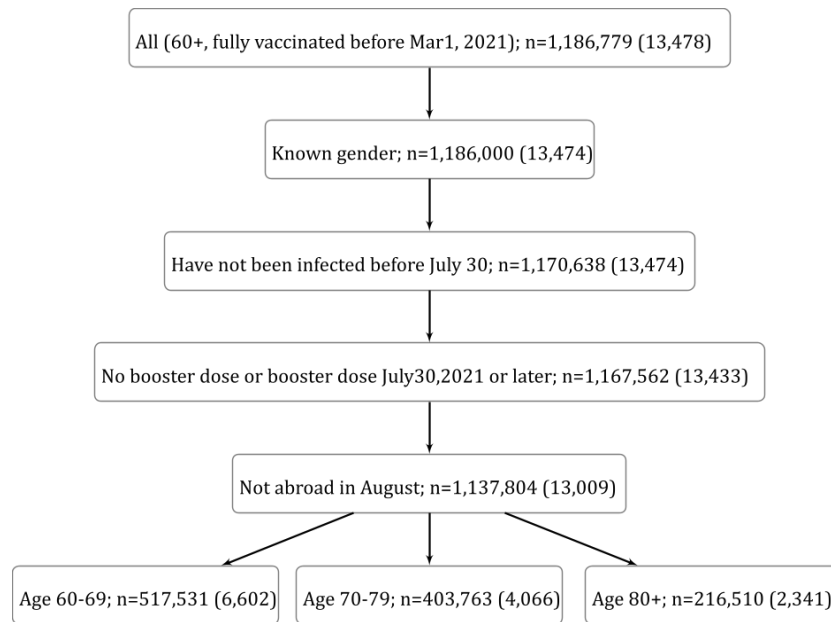 All (60+, fully vaccinated before Mar1, 2021); n=1,186,779 (13,478)
Known gender; n=1,186,000 (13,474)
Have not been infected before July 30; n=1,170,638 (13,474)
No booster dose or booster dose July30,2021 or later; n=1,167,562 (13,433)
Not abroad in August; n=1,137,804 (13,009)
Age 60-69; n=517,531 (6,602)
Age 70-79; n=403,763 (4,066)
Age 80+; n=216,510 (2,341)